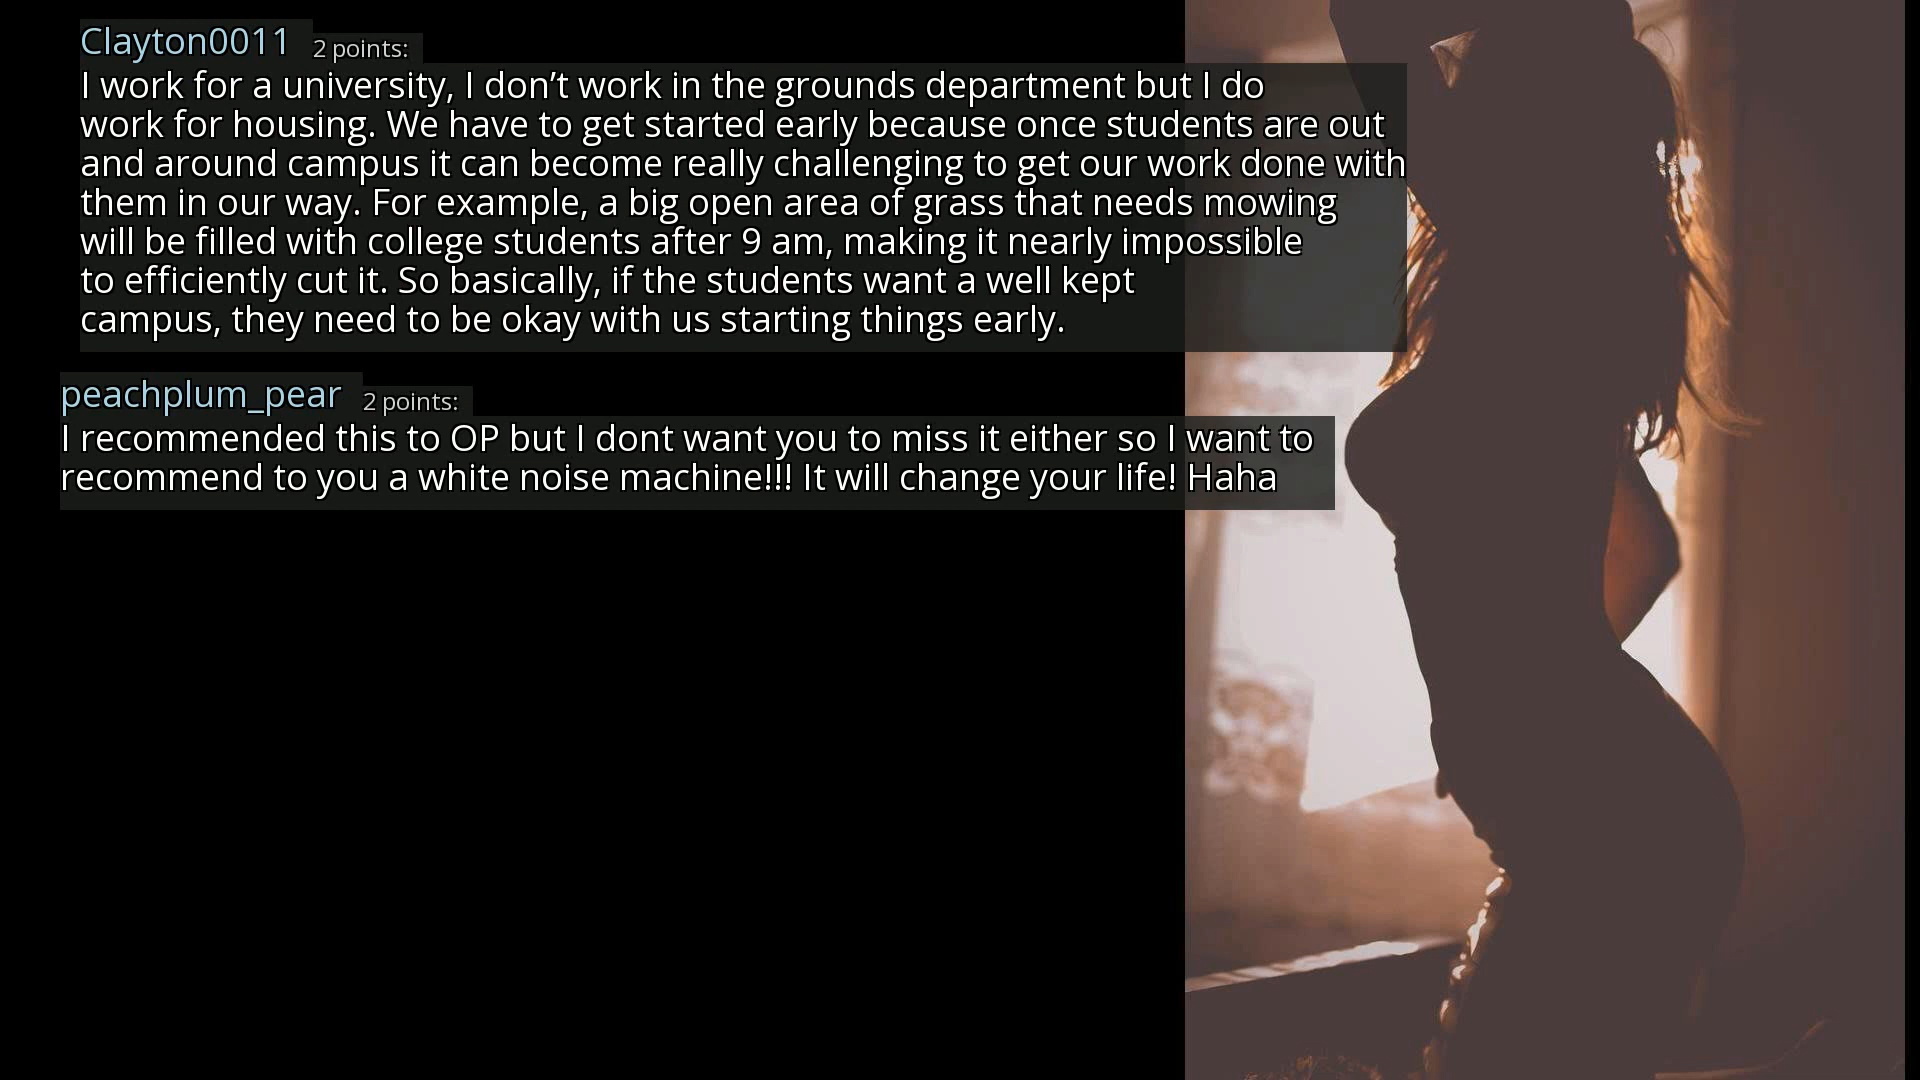 Clayton0011 2 points:
I work for a university, I don’t work in the grounds department but I do
work for housing. We have to get started early because once students are out
and around campus it can become really challenging to get our work done with
them in our way. For example, a big open area of grass that needs mowing
will be filled with college students after 9 am, making it nearly impossible
to efficiently cut it. So basically, if the students want a well kept
campus, they need to be okay with us starting things early.
peachplum_pear 2 points:
I recommended this to OP but I dont want you to miss it either so I want to
recommend to you a white noise machine!!! It will change your life! Haha